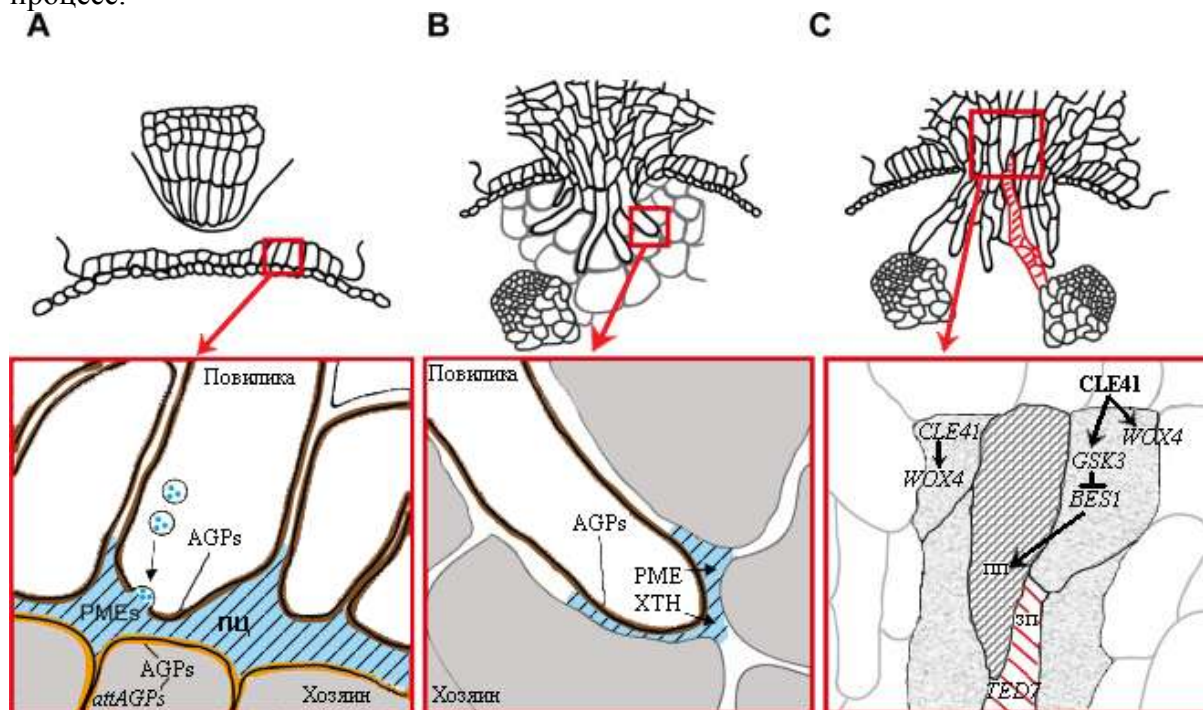 процессе.
A
B
C
Повилика
AGPs
PMEs
ПЦ
AGPs
attAGPs
Хозяин
Повилика
AGPs
PME
XTH
Хозяин
CLE41
CLE41
WOX4
WOX4
GSK3
BES1
пп
зп
TED7